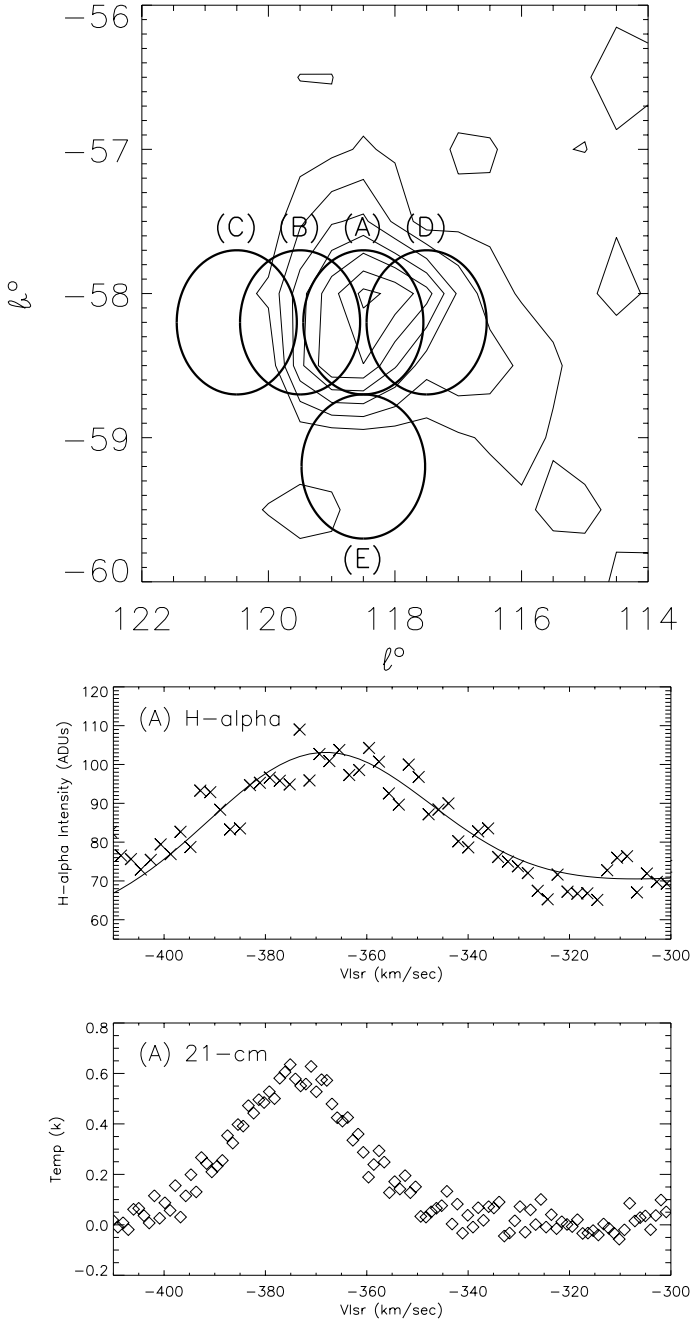 -56
-57
(C) (B) (A) (D)
-58
b°
-59
(E)
-60
122 120 118 116 114
ℓ°
120
(A) H-alpha
110
100
90
80
70
60
H-alpha Intensity (ADUs)
-400 -380 -360 -340 -320 -300
Vlsr (km/sec)
0.8
(A) 21-cm
0.6
0.4
0.2
0.0
-0.2
Temp (k)
-400 -380 -360 -340 -320 -300
Vlsr (km/sec)